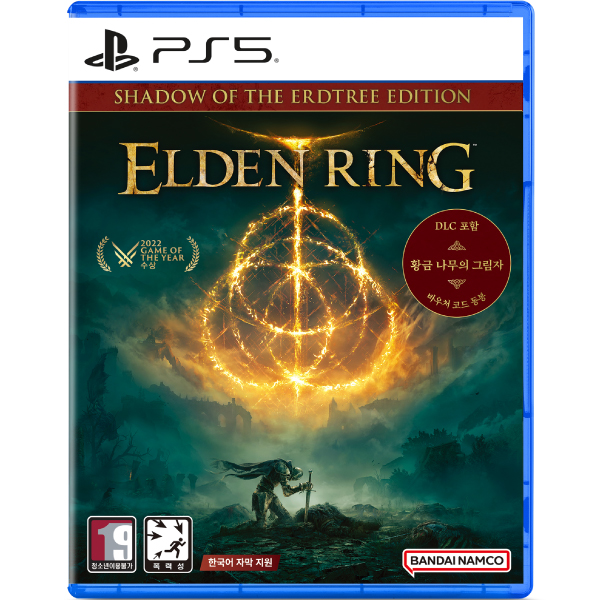 PS5
SHADOW OF THE ERDTREE EDITION
ELDEN RING
2022
GAME OF
THE YEAR
수상
DLC 포함
황금 나무의 그림자
바우처 코드 동봉
19
청소년이용불가
폭력성
한국어 자막 지원
BANDAI NAMCO